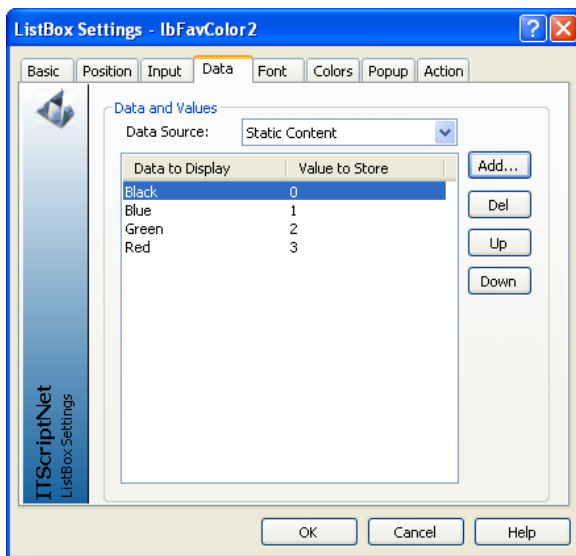 ListBox Settings - lbFavColor2
Basic Position Input Data Font Colors Popup Action
Data and Values
Data Source: Static Content
Data to Display Value to Store
Add...
Black 0
Blue 1
Del
Green 2
Red 3
Up
Down
ITScriptNet
ListBox Settings
OK Cancel Help